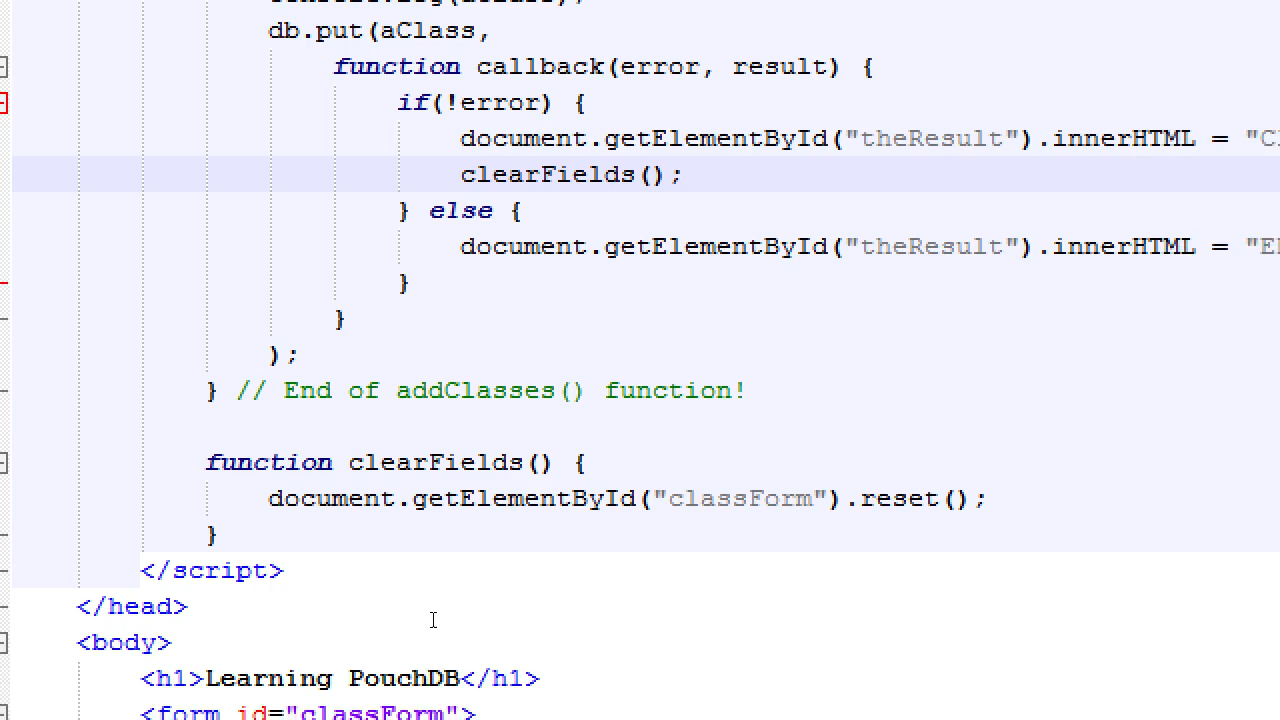 db.put(aClass,
function callback(error, result) {
if(!error) {
document.getElementById("theResult").innerHTML = "C
clearFields();
} else {
document.getElementById("theResult").innerHTML = "E
}
}
);
} // End of addClasses() function!
function clearFields() {
document.getElementById("classForm").reset();
}
</script>
</head>
<body>
<h1>Learning PouchDB</h1>
<form id="classForm">